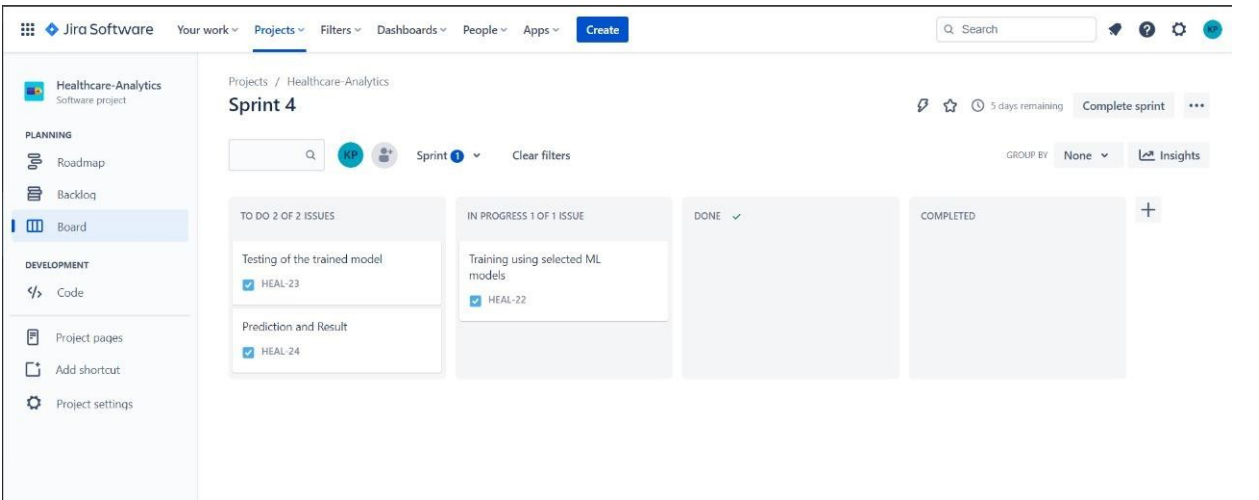 Jira Software Your work Projects Filters Dashboards People Apps Create Search KP
Healthcare-Analytics
Software project
PLANNING
Roadmap
Backlog
Board
DEVELOPMENT
Code
Project pages
Add shortcut
Project settings
Projects / Healthcare-Analytics
Sprint 4
5 days remaining Complete sprint
KP Sprint 1 Clear filters
GROUP BY None Insights
TO DO 2 OF 2 ISSUES
Testing of the trained model
HEAL-23
Prediction and Result
HEAL-24
IN PROGRESS 1 OF 1 ISSUE
Training using selected ML
models
HEAL-22
DONE
COMPLETED